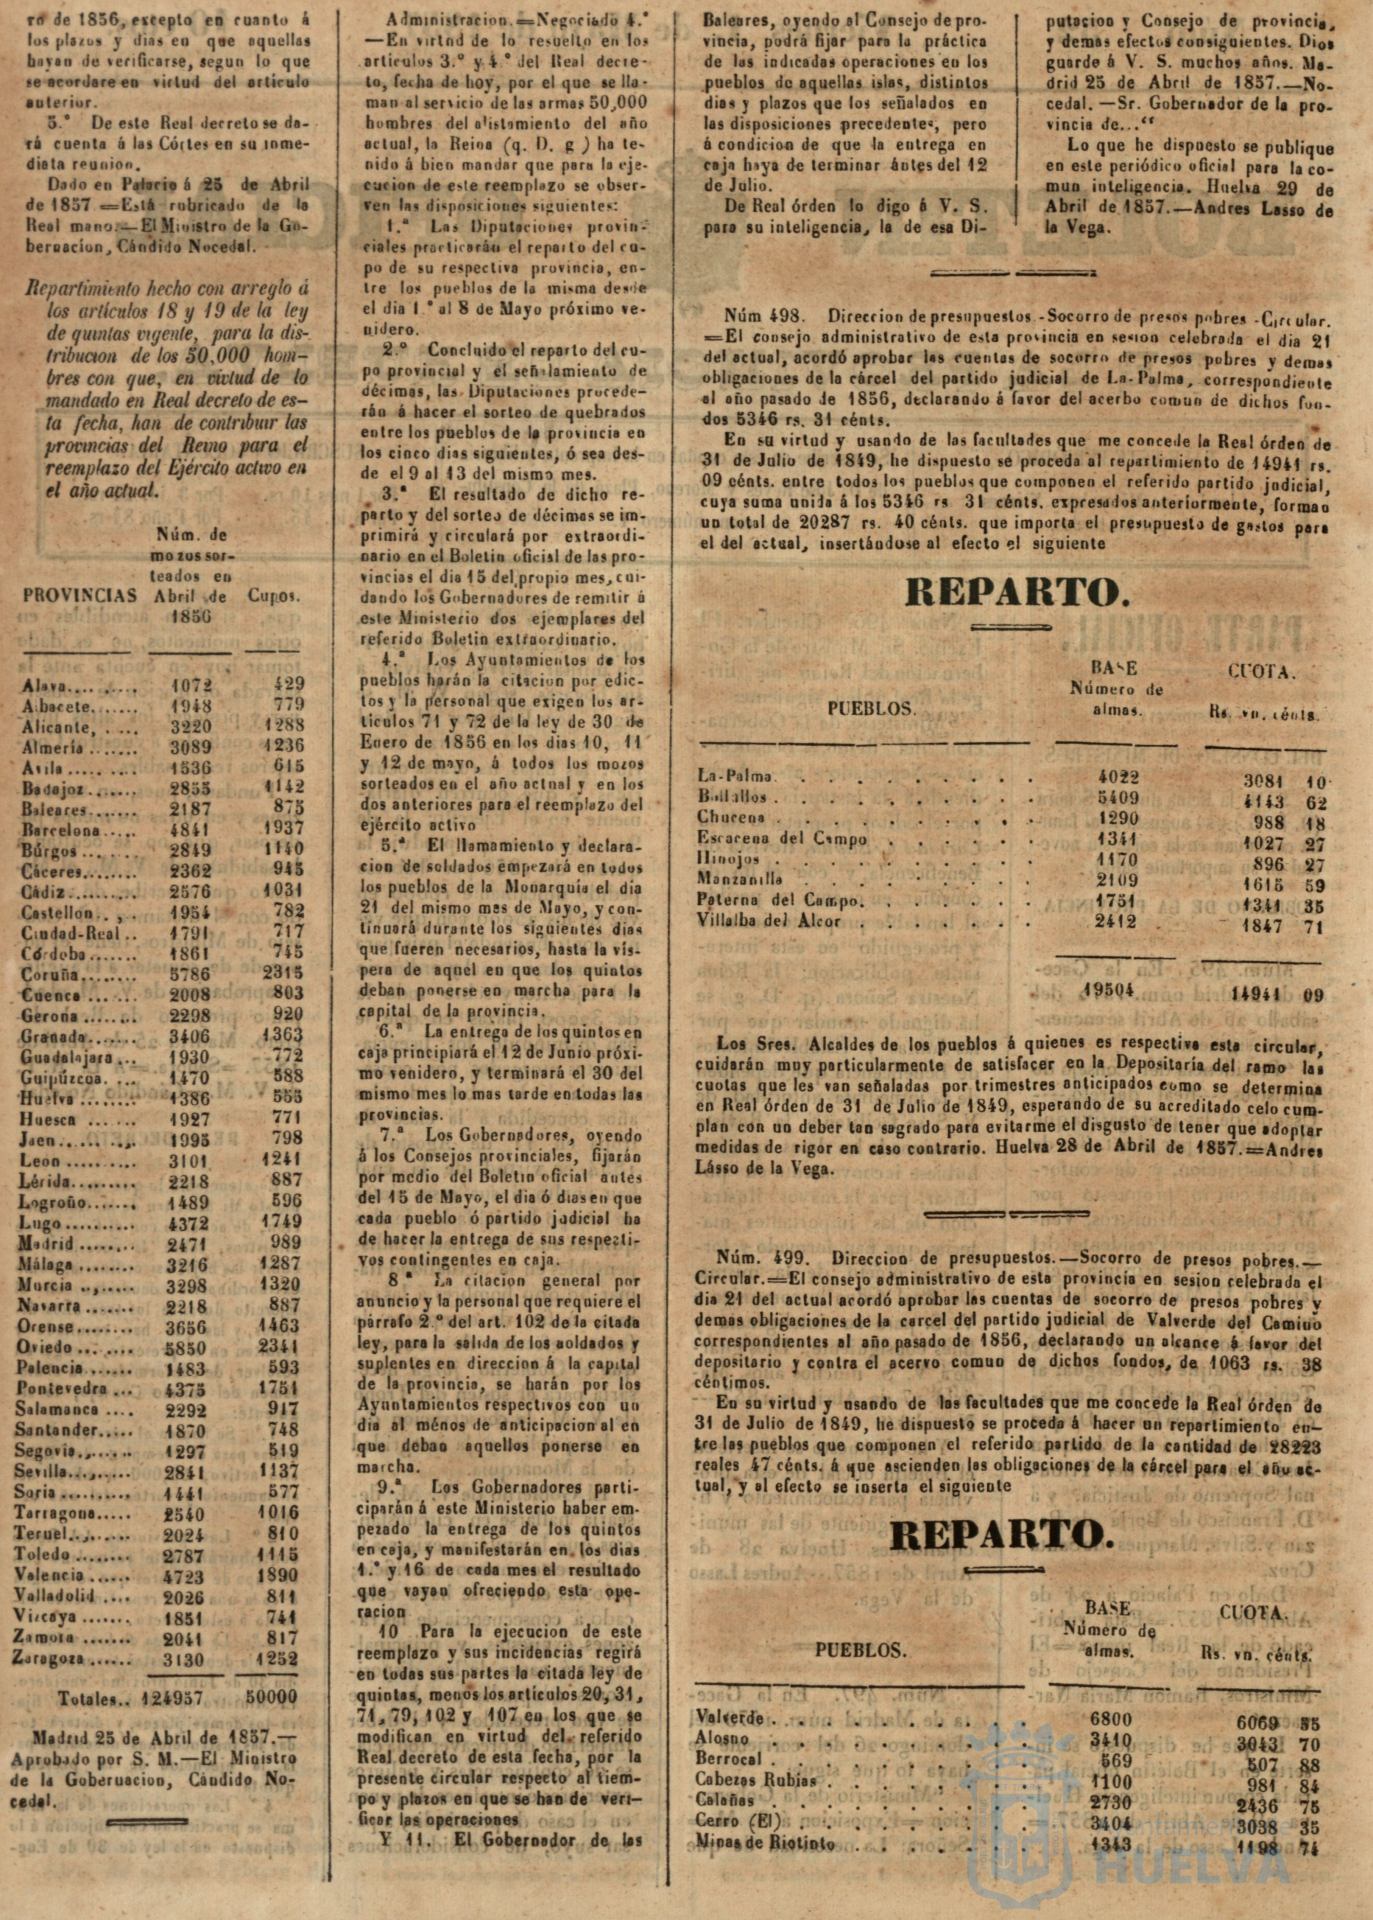 ro de 1856, excepto en cuanto á
los plazos y dias en que aquellas
hayan de verificarse, segun lo que
se acordare en virtud del artículo
anterior.
5.° De este Real decreto se da-
rá cuenta á las Córtes en su inme-
diata reunion.
Dado en Palacio á 25 de Abril
de 1857 =Está rubricado de la
Real mano.—El Ministro de la Go-
bernacion, Cándido Nocedal.
Repartimiento hecho con arreglo á
los artículos 18 y 19 de la ley
de quintas vigente, para la dis-
tribucion de los 50,000 hom-
bres con que, en virtud de lo
mandado en Real decreto de es-
ta fecha, han de contribuir las
provincias del Reino para el
reemplazo del Ejército activo en
el año actual.
Núm. de
mozos sor-
teados en
PROVINCIAS Abril de Cupos.
1856
Alava.... ..... 1072 429
Albacete....... 1948 779
Alicante, . .... 3220 1288
Almería ....... 3089 1236
Avila ......... 1536 615
Badajoz ....... 2855 1142
Baleares....... 2187 875
Barcelona ..... 4841 1937
Búrgos ... .... 2849 1140
Cáceres........ 2362 945
Cádiz......... 2576 1031
Castellon.. , . 1954 782
Ciudad-Real .. 1791 717
Córdoba....... 1861 745
Coruña........ 5786 2315
Cuenca ... ... 2008 803
Gerona ....... 2298 920
Granada....... 3406 1363
Guadalajara ... 1930 772
Guipúzcoa. ... 1470 588
Huelva ........ 1386 555
Huesca ... ... 1927 771
Jaen.... ..... 1995 798
Leon ......... 3101 1241
Lérida......... 2218 887
Logroño....... 1489 596
Lugo .......... 4372 1749
Madrid ........ 2471 989
Málaga ........ 3216 1287
Murcia ..,..... 3298 1320
Navarra ....... 2218 887
Orense........ 3656 1463
Oviedo ... .... 5850 2341
Palencia ...... 1483 593
Pontevedra ... 4375 1751
Salamanca .... 2292 917
Santander..... 1870 748
Segovia....... 1297 519
Sevilla........ 2841 1137
Soria .......... 1441 577
Tarragona..... 2540 1016
Teruel......... 2024 810
Toledo ........ 2787 1115
Valencia ...... 4723 1890
Valladolid .... 2026 811
Vizcaya ....... 1851 741
Zamora ....... 2041 817
Zaragoza ...... 3130 1252
Totales.. 124957 50000
Madrid 25 de Abril de 1857.—
Aprobado por S. M.—El Ministro
de la Gobernacion, Cándido No-
cedal.
Administracion.=Negociado 4.°
—En virtud de lo resuelto en los
artículos 3.° y 4.° del Real decre-
to, fecha de hoy, por el que se lla-
man al servicio de las armas 50,000
hombres del alistamiento del año
actual, la Reina (q. D. g ) ha te-
nido á bien mandar que para la eje-
cucion de este reemplazo se obser-
ven las disposiciones siguientes:
1.ª Las Diputaciones provin-
ciales practicarán el reparto del cu-
po de su respectiva provincia, en-
tre los pueblos de la misma desde
el dia 1.° al 8 de Mayo próximo ve-
nidero.
2.° Concluido el reparto del cu-
po provincial y el señalamiento de
décimas, las Diputaciones procede-
rán á hacer el sorteo de quebrados
entre los pueblos de la provincia en
los cinco dias siguientes, ó sea des-
de el 9 al 13 del mismo mes.
3.ª El resultado de dicho re-
parto y del sorteo de décimas se im-
primirá y circulará por extraordi-
nario en el Boletin oficial de las pro-
vincias el dia 15 del propio mes, cui-
dando los Gobernadores de remitir á
este Ministerio dos ejemplares del
referido Boletin extraordinario.
4.ª Los Ayuntamientos de los
pueblos harán la citacion por edic-
tos y la personal que exigen los ar-
tículos 71 y 72 de la ley de 30 de
Enero de 1856 en los dias 10, 11
y 12 de mayo, á todos los mozos
sorteados en el año actual y en los
dos anteriores para el reemplazo del
ejército activo
5.ª El llamamiento y declara-
cion de soldados empezará en todos
los pueblos de la Monarquía el dia
21 del mismo mes de Mayo, y con-
tinuará durante los siguientes dias
que fueren necesarios, hasta la vís-
pera de aquel en que los quintos
deban ponerse en marcha para la
capital de la provincia.
6.ª La entrega de los quintos en
caja principiará el 12 de Junio próxi-
mo venidero, y terminará el 30 del
mismo mes lo mas tarde en todas las
provincias.
7.ª Los Gobernadores, oyendo
á los Consejos provinciales, fijarán
por medio del Boletin oficial antes
del 15 de Mayo, el dia ó dias en que
cada pueblo ó partido judicial ha
de hacer la entrega de sus respecti-
vos contingentes en caja.
8 ª La citacion general por
anuncio y la personal que requiere el
párrafo 2.° del art. 102 de la citada
ley, para la salida de los soldados y
suplentes en direccion á la capital
de la provincia, se harán por los
Ayuntamientos respectivos con un
dia al ménos de anticipacion al en
que deban aquellos ponerse en
marcha.
9.ª Los Gobernadores parti-
ciparán á este Ministerio haber em-
pezado la entrega de los quintos
en caja, y manifestarán en los dias
1.° y 16 de cada mes el resultado
que vayan ofreciendo esta ope-
racion
10 Para la ejecucion de este
reemplazo y sus incidencias regirá
en todas sus partes la citada ley de
quintas, menos los artículos 20, 31,
71, 79, 102 y 107 en los que se
modifican en virtud del referido
Real decreto de esta fecha, por la
presente circular respecto al tiem-
po y plazos en que se han de veri-
ficar las operaciones
Y 11. El Gobernador de las
Baleares, oyendo al Consejo de pro-
vincia, podrá fijar para la práctica
de las indicadas operaciones en los
pueblos de aquellas islas, distintos
dias y plazos que los señalados en
las disposiciones precedentes, pero
á condicion de que la entrega en
caja haya de terminar ántes del 12
de Julio.
De Real órden lo digo á V. S.
para su inteligencia, la de esa Di-
putacion y Consejo de provincia,
y demas efectos consiguientes. Dios
guarde á V. S. muchos años. Ma-
drid 25 de Abril de 1857.—No-
cedal. —Sr. Gobernador de la pro-
vincia de...“
Lo que he dispuesto se publique
en este periódico oficial para la co-
mun inteligencia. Huelva 29 de
Abril de 1857.—Andres Lasso de
la Vega.
Núm 498. Direccion de presupuestos -Socorro de presos pobres -Circular.
=El consejo administrativo de esta provincia en sesion celebrada el dia 21
del actual, acordó aprobar las cuentas de socorro de presos pobres y demas
obligaciones de la cárcel del partido judicial de La-Palma, correspondiente
al año pasado de 1856, declarando á favor del acerbo comun de dichos fon-
dos 5346 rs. 31 cénts.
En su virtud y usando de las facultades que me concede la Real órden de
31 de Julio de 1849, he dispuesto se proceda al repartimiento de 14941 rs.
09 cénts. entre todos los pueblos que componen el referido partido judicial,
cuya suma unida á los 5346 rs 31 cénts. expresados anteriormente, forman
un total de 20287 rs. 40 cénts. que importa el presupuesto de gastos para
el del actual, insertándose al efecto el siguiente
REPARTO.
BASE CUOTA.
Número de
PUEBLOS. almas. Rs. vn. cénts.
La-Palma. . . . . . . . . 4022 3081 10
Bollullos . . . . . . . . 5409 4143 62
Chucena . . . . . . . . 1290 988 18
Escacena del Campo . . . . . 1341 1027 27
Hinojos . . . . . . . . 1170 896 27
Manzanilla . . . . . . . 2109 1615 59
Paterna del Campo. . . . . . 1751 1341 35
Villalba del Alcor . . . . . . 2412 1847 71
19504 14941 09
Los Sres. Alcaldes de los pueblos á quienes es respectiva esta circular,
cuidarán muy particularmente de satisfacer en la Depositaría del ramo las
cuotas que les van señaladas por trimestres anticipados como se determina
en Real órden de 31 de Julio de 1849, esperando de su acreditado celo cum-
plan con un deber tan sagrado para evitarme el disgusto de tener que adoptar
medidas de rigor en caso contrario. Huelva 28 de Abril de 1857.=Andres
Lásso de la Vega.
Núm. 499. Direccion de presupuestos.—Socorro de presos pobres.—
Circular.=El consejo administrativo de esta provincia en sesion celebrada el
dia 21 del actual acordó aprobar las cuentas de socorro de presos pobres y
demas obligaciones de la carcel del partido judicial de Valverde del Camino
correspondientes al año pasado de 1856, declarando un alcance á favor del
depositario y contra el acervo comun de dichos fondos, de 1063 rs. 38
céntimos.
En su virtud y usando de las facultades que me concede la Real órden de
31 de Julio de 1849, he dispuesto se proceda á hacer un repartimiento en-
tre las pueblos que componen el referido partido de la cantidad de 28223
reales 47 cénts. á que ascienden las obligaciones de la cárcel para el año ac-
tual, y al efecto se inserta el siguiente
REPARTO.
BASE CUOTA.
Número de
PUEBLOS. almas. Rs. vn. cénts.
Valverde . . . . . . . . 6800 6069 55
Alosno . . . . . . . . 3410 3043 70
Berrocal . . . . . . . . 569 507 88
Cabezas Rubias . . . . . . 1100 981 84
Calañas . . . . . . . . 2730 2436 75
Cerro (El) . . . . . . . 3404 3038 35
Minas de Riotinto . . . . . 1343 1198 74
HUELVA